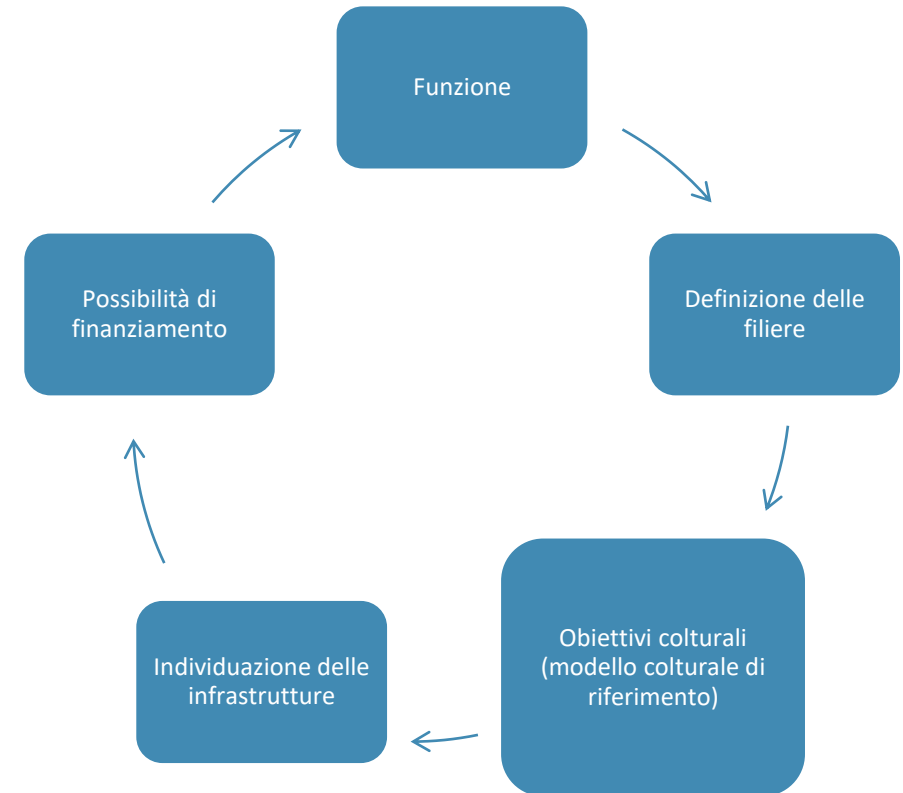 Funzione
Definizione delle
filiere
Obiettivi colturali
(modello colturale di
riferimento)
Individuazione delle
infrastrutture
Possibilità di
finanziamento